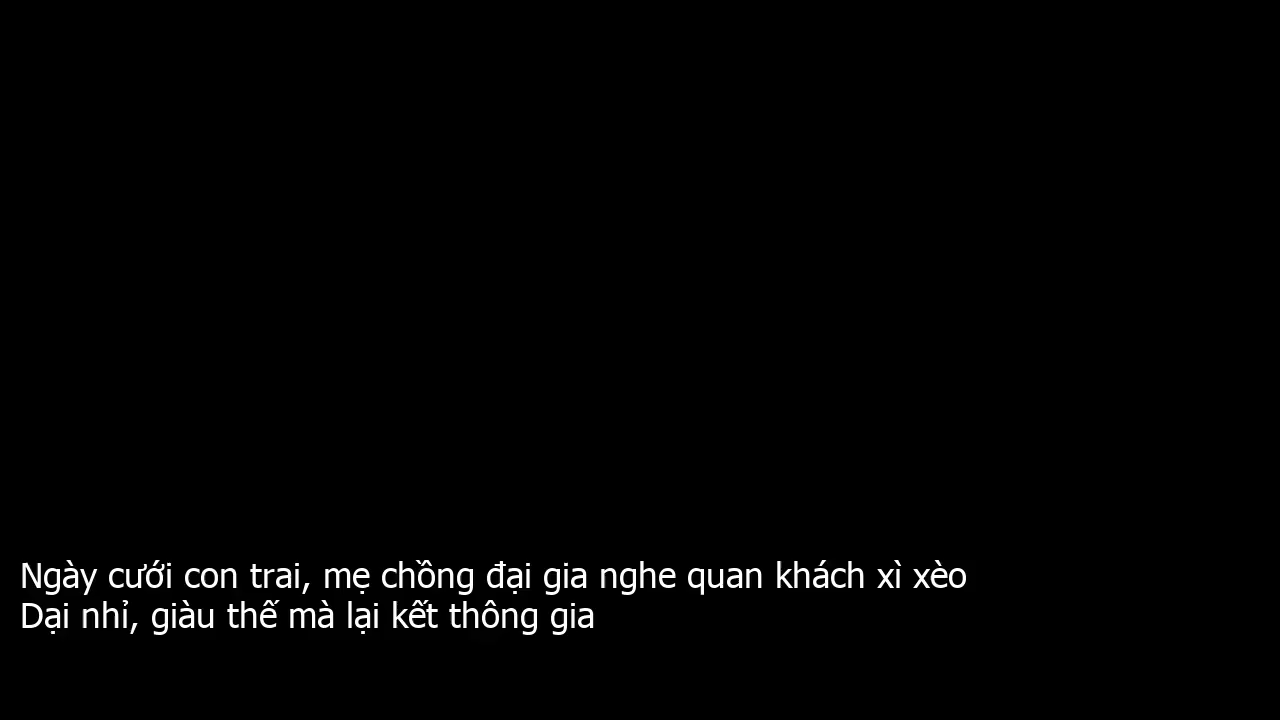 Ngày cưới con trai, mẹ chồng đại gia nghe quan khách xì xèo
Dại nhỉ, giàu thế mà lại kết thông gia